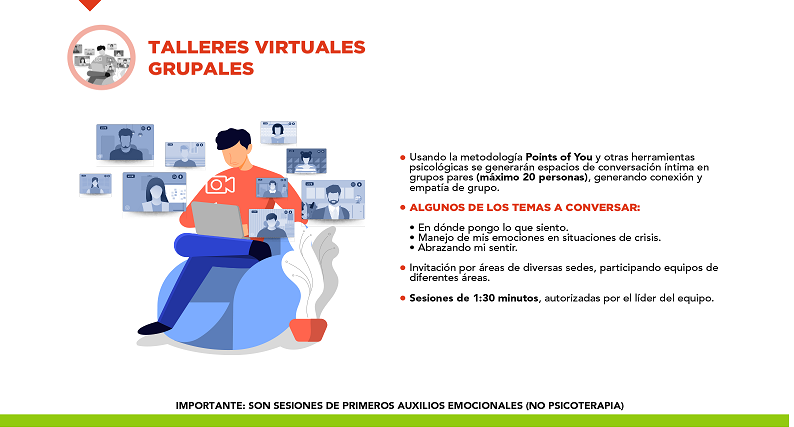 TALLERES VIRTUALES
GRUPALES
● Usando la metodología Points of You y otras herramientas
psicológicas se generarán espacios de conversación íntima en
grupos pares (máximo 20 personas), generando conexión y
empatía de grupo.
● ALGUNOS DE LOS TEMAS A CONVERSAR:
• En dónde pongo lo que siento.
• Manejo de mis emociones en situaciones de crisis.
• Abrazando mi sentir.
● Invitación por áreas de diversas sedes, participando equipos de
diferentes áreas.
● Sesiones de 1:30 minutos, autorizadas por el líder del equipo.
IMPORTANTE: SON SESIONES DE PRIMEROS AUXILIOS EMOCIONALES (NO PSICOTERAPIA)